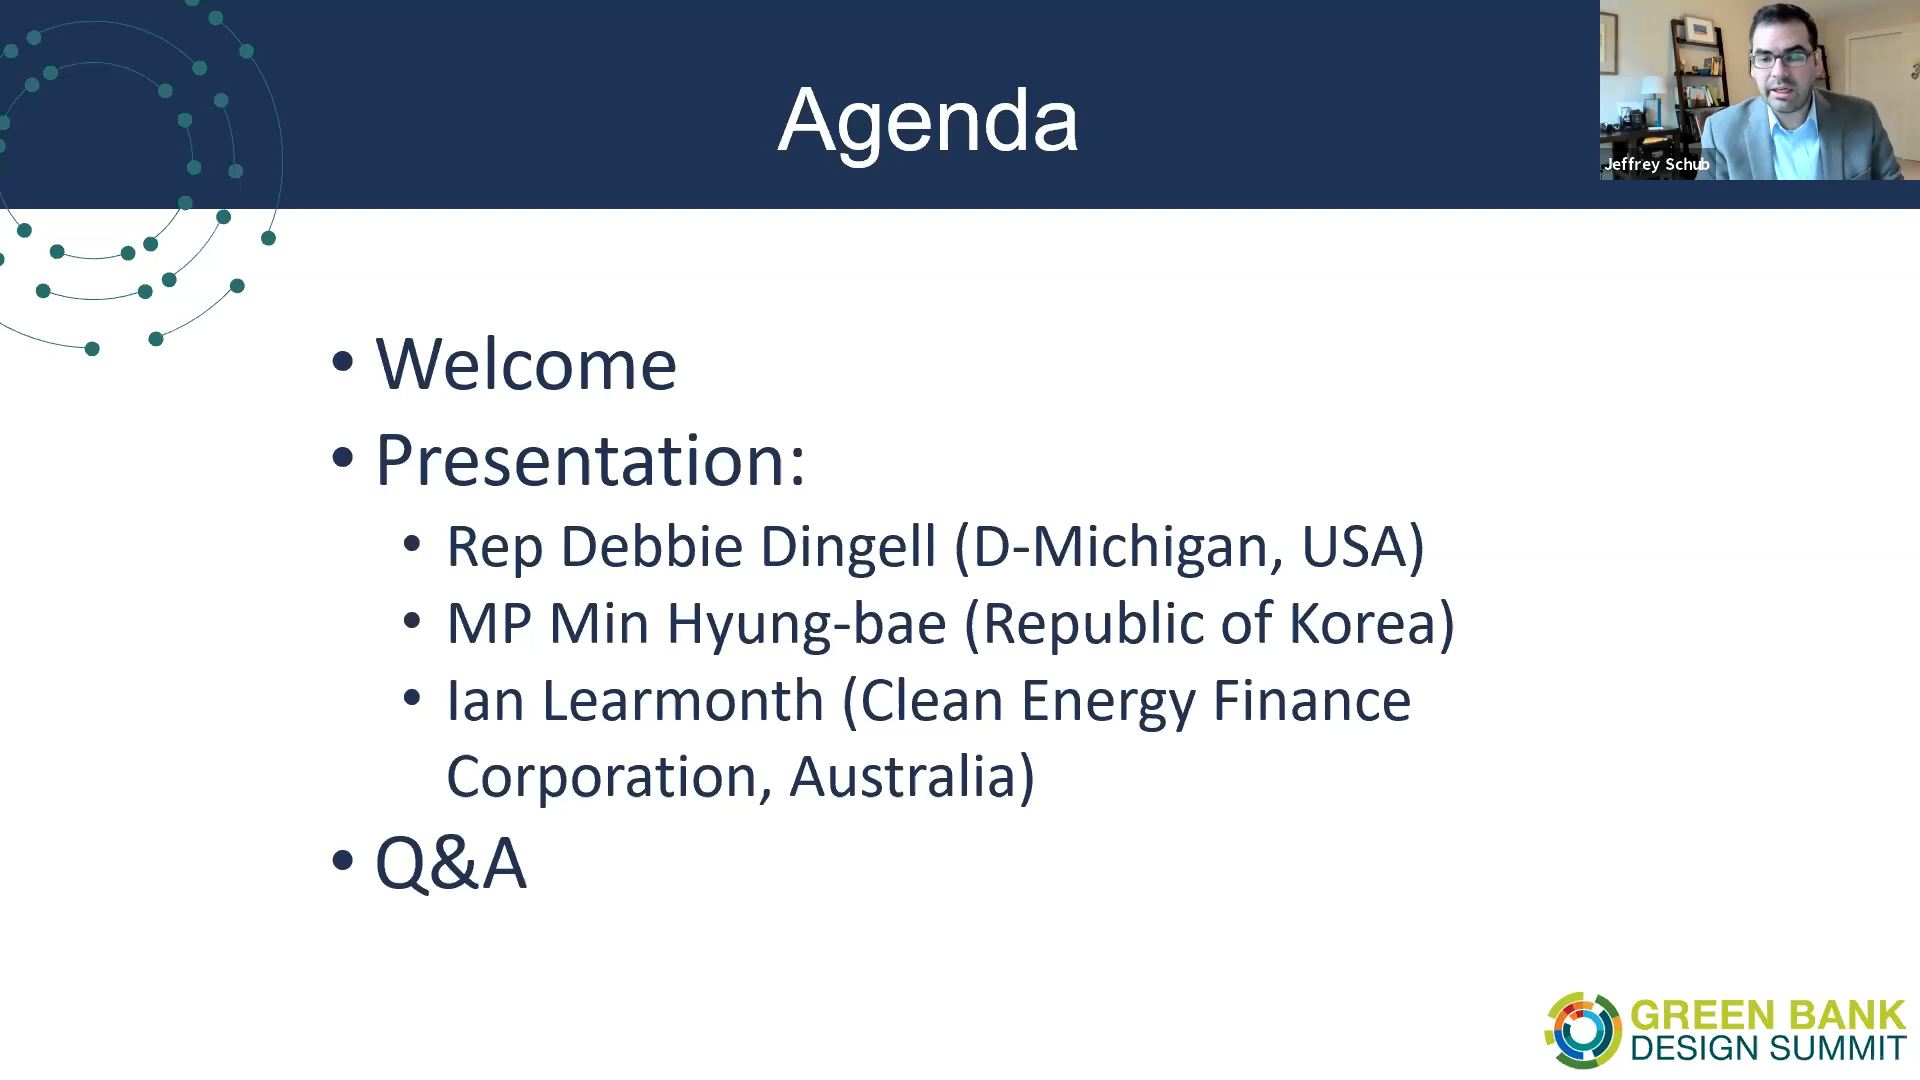 Agenda
Jeffrey Schub
• Welcome
• Presentation:
• Rep Debbie Dingell (D-Michigan, USA)
• MP Min Hyung-bae (Republic of Korea)
• Ian Learmonth (Clean Energy Finance
Corporation, Australia)
• Q&A
GREEN BANK
DESIGN SUMMIT